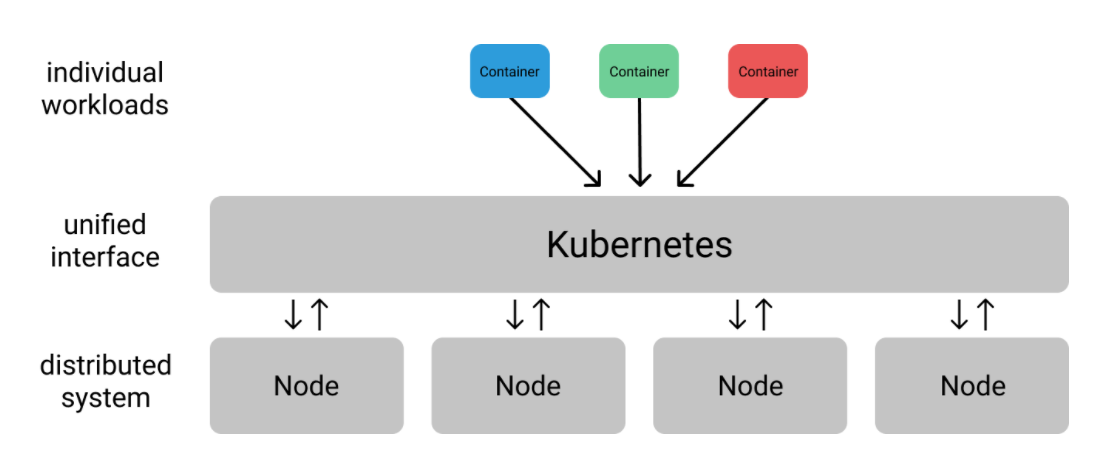 individual
workloads
Container
Container
Container
unified
interface
Kubernetes
distributed
system
Node
Node
Node
Node